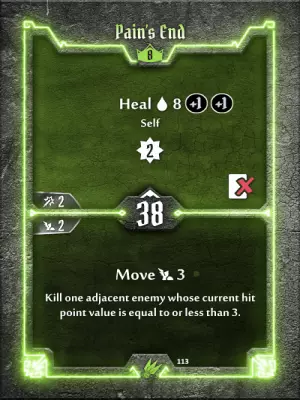 Pain's End
8
Heal 8 +1 +1
Self
2
2
38
2
Move 3
Kill one adjacent enemy whose current hit
point value is equal to or less than 3.
113